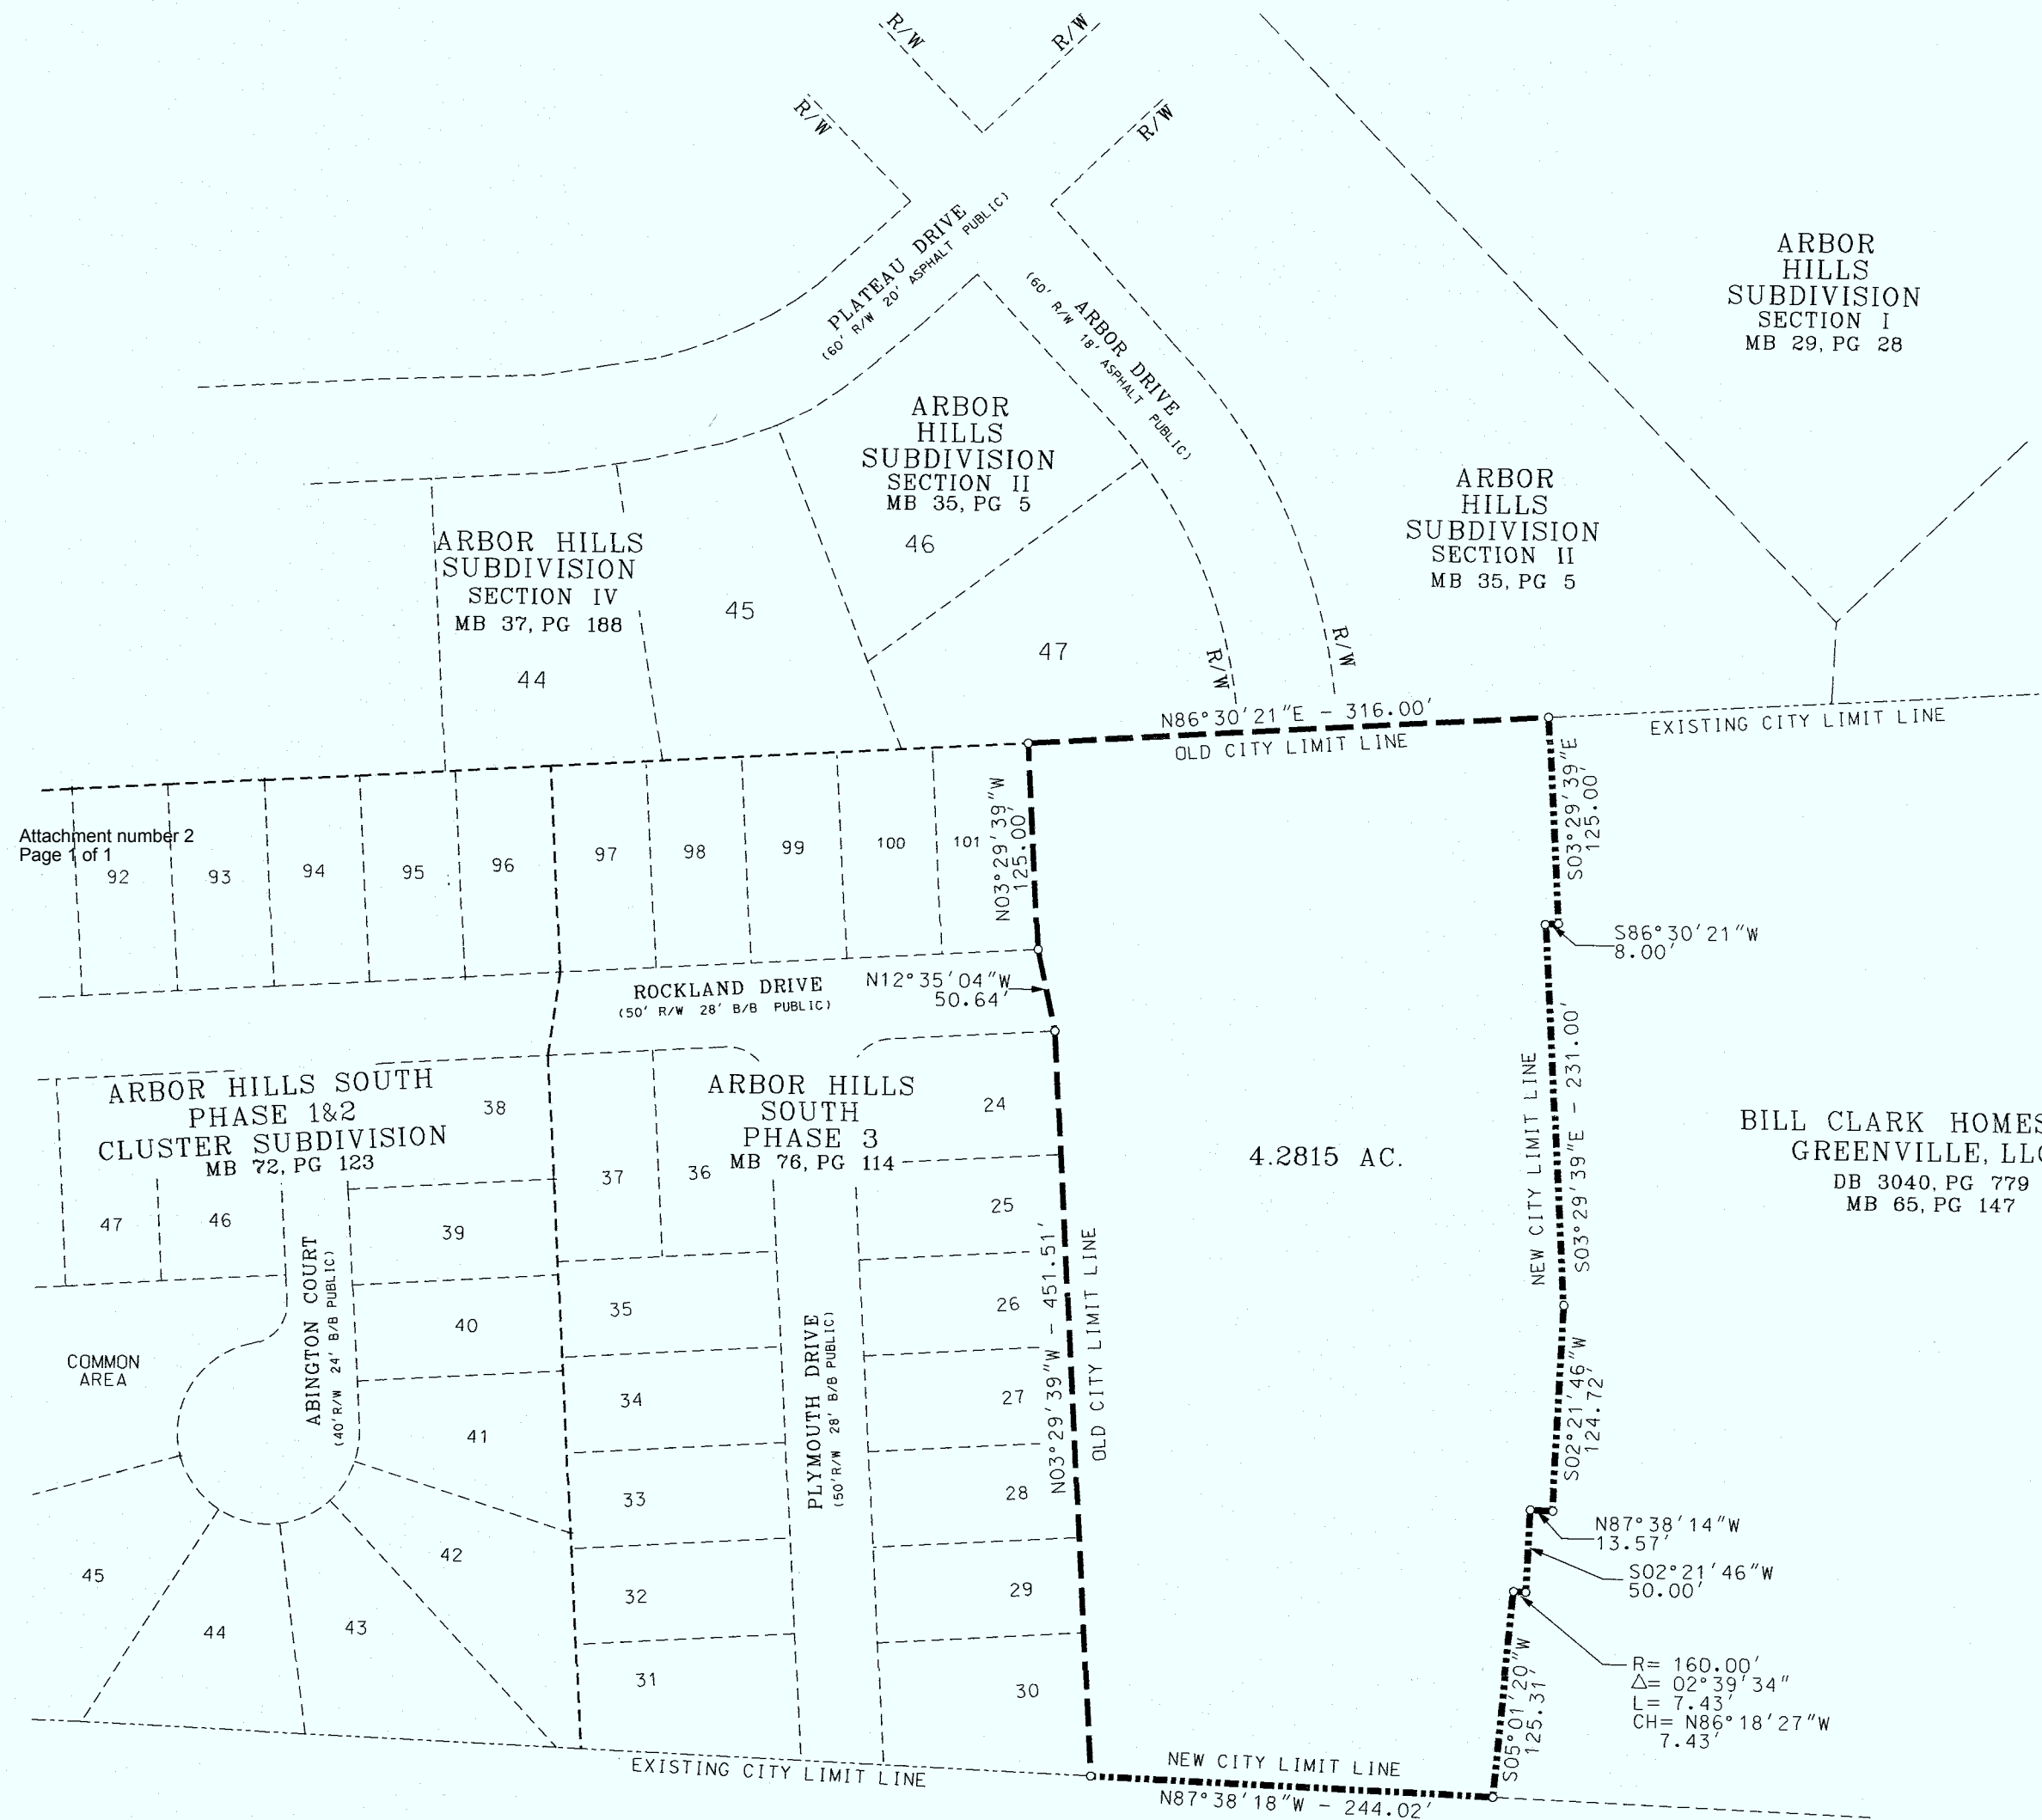 R/W
R/W
R/W
R/W
PLATEAU DRIVE
(60' R/W 20' ASPHALT PUBLIC)
ARBOR DRIVE
(60' R/W 18' ASPHALT PUBLIC)
ARBOR
HILLS
SUBDIVISION
SECTION I
MB 29, PG 28
ARBOR
HILLS
SUBDIVISION
SECTION II
MB 35, PG 5
46
ARBOR
HILLS
SUBDIVISION
SECTION II
MB 35, PG 5
ARBOR HILLS
SUBDIVISION
SECTION IV
MB 37, PG 188
44
45
47
R/W
R/W
N86°30'21"E - 316.00'
OLD CITY LIMIT LINE
EXISTING CITY LIMIT LINE
Attachment number 2
Page 1 of 1
92
93
94
95
96
97
98
99
100
101
N03°29'39"W
125.00'
S03°29'39"E
125.00'
S86°30'21"W
8.00'
ROCKLAND DRIVE
(50' R/W 28' B/B PUBLIC)
N12°35'04"W
50.64'
ARBOR HILLS SOUTH
PHASE 1&2
CLUSTER SUBDIVISION
MB 72, PG 123
38
ARBOR HILLS
SOUTH
PHASE 3
MB 76, PG 114
24
47
46
39
37
36
25
4.2815 AC.
NEW CITY LIMIT LINE
S03°29'39"E - 231.00'
BILL CLARK HOMES
GREENVILLE, LLC
DB 3040, PG 779
MB 65, PG 147
ABINGTON COURT
(40'R/W 24' B/B PUBLIC)
COMMON
AREA
40
41
35
34
33
32
31
PLYMOUTH DRIVE
(50'R/W 28' B/B PUBLIC)
26
27
28
29
30
N03°29'39"W - 451.51'
OLD CITY LIMIT LINE
S02°21'46"W
124.72'
N87°38'14"W
13.57'
S02°21'46"W
50.00'
45
44
43
42
R= 160.00'
Δ= 02°39'34"
L= 7.43'
CH= N86°18'27"W
7.43'
S05°01'20"W
125.31'
EXISTING CITY LIMIT LINE
NEW CITY LIMIT LINE
N87°38'18"W - 244.02'